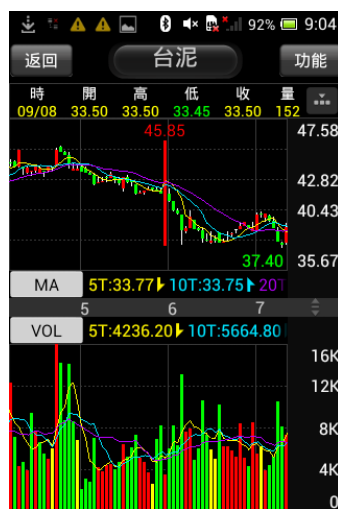 92% 9:04
返回 台泥 功能
時 開 高 低 收 量
09/08 33.50 33.50 33.45 33.50 152
45.85 47.58
42.82
40.43
37.40 35.67
MA 5T:33.77 10T:33.75 20T
5 6 7
VOL 5T:4236.20 10T:5664.80
16K
12K
8K
4K
0